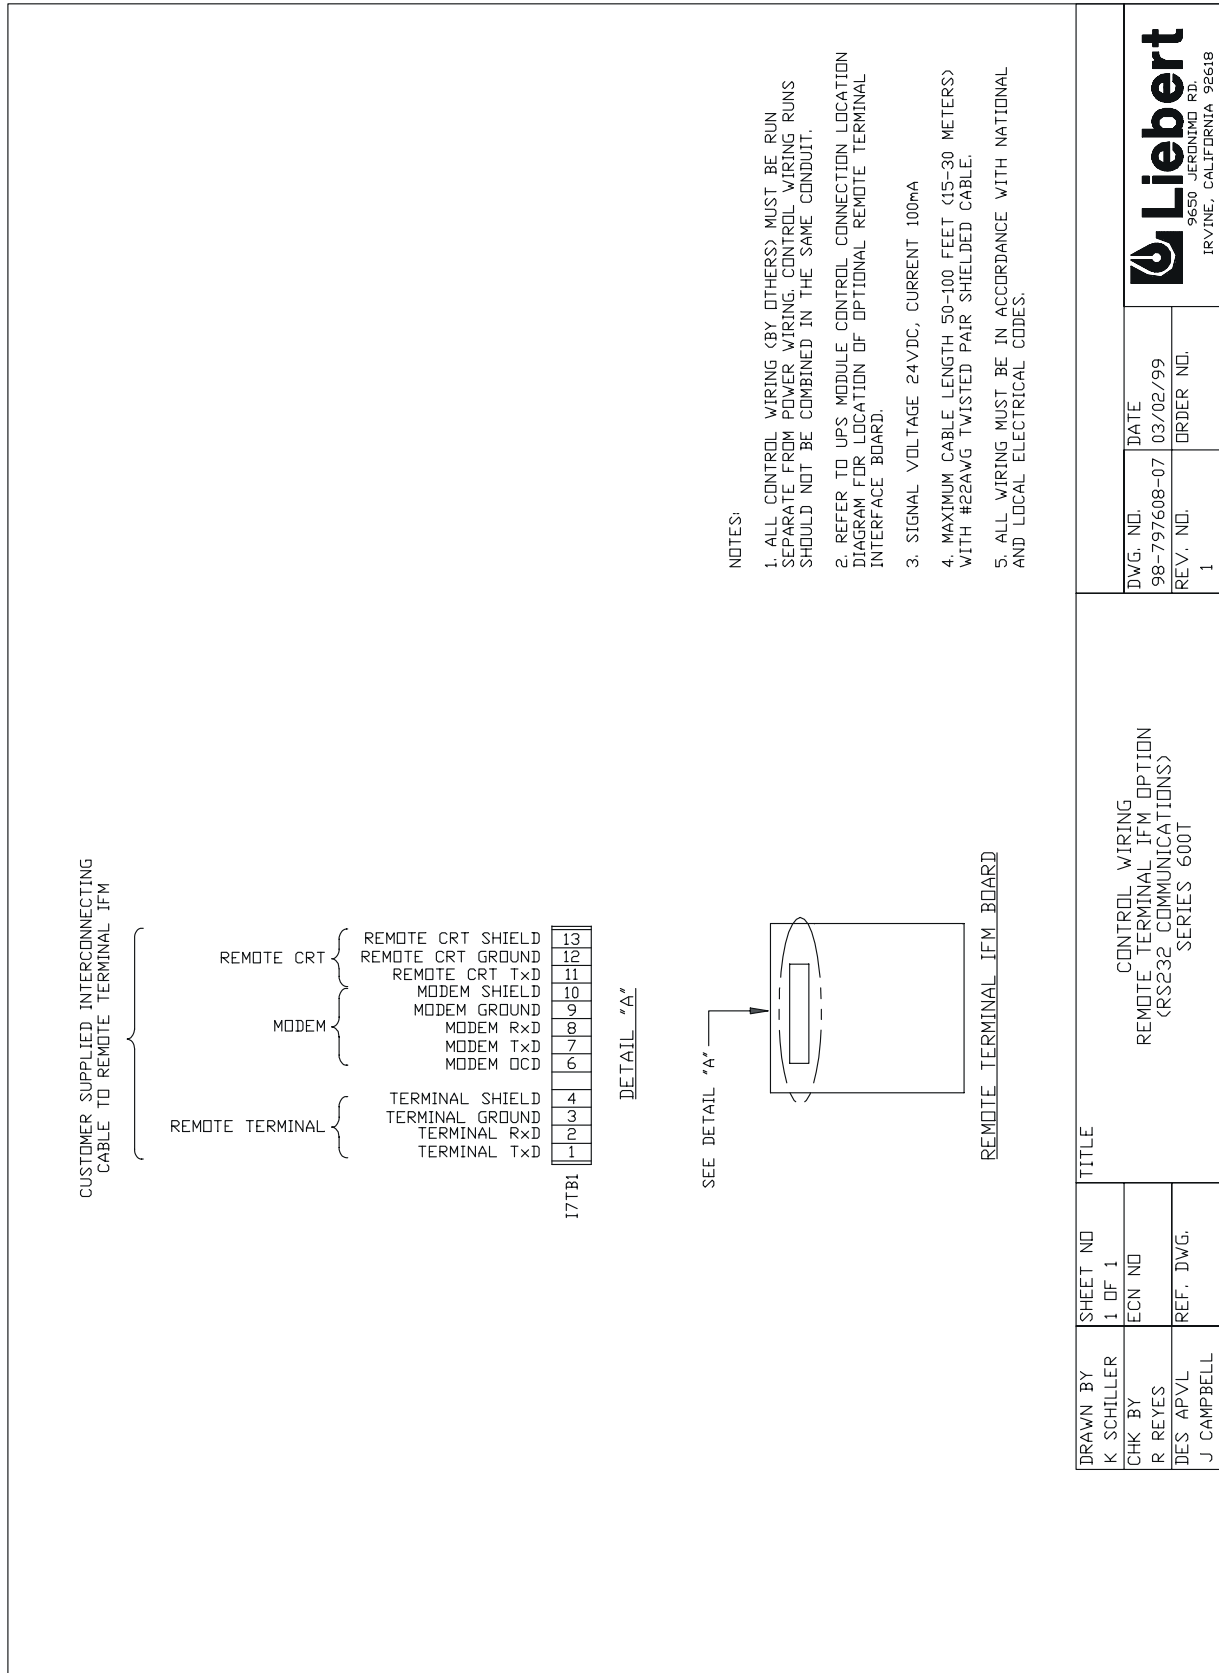 CUSTOMER SUPPLIED INTERCONNECTING
CABLE TO REMOTE TERMINAL IFM
REMOTE CRT
MODEM
REMOTE TERMINAL
REMOTE CRT SHIELD 13
REMOTE CRT GROUND 12
REMOTE CRT TxD 11
MODEM SHIELD 10
MODEM GROUND 9
MODEM RxD 8
MODEM TxD 7
MODEM OCD 6
TERMINAL SHIELD 4
TERMINAL GROUND 3
TERMINAL RxD 2
TERMINAL TxD 1
I7TB1
DETAIL "A"
SEE DETAIL "A"
REMOTE TERMINAL IFM BOARD
NOTES:
1. ALL CONTROL WIRING (BY OTHERS) MUST BE RUN
SEPARATE FROM POWER WIRING. CONTROL WIRING RUNS
SHOULD NOT BE COMBINED IN THE SAME CONDUIT.
2. REFER TO UPS MODULE CONTROL CONNECTION LOCATION
DIAGRAM FOR LOCATION OF OPTIONAL REMOTE TERMINAL
INTERFACE BOARD.
3. SIGNAL VOLTAGE 24VDC, CURRENT 100mA
4. MAXIMUM CABLE LENGTH 50-100 FEET (15-30 METERS)
WITH #22AWG TWISTED PAIR SHIELDED CABLE.
5. ALL WIRING MUST BE IN ACCORDANCE WITH NATIONAL
AND LOCAL ELECTRICAL CODES.
DRAWN BY
K SCHILLER
CHK BY
R REYES
DES APVL
J CAMPBELL
SHEET NO
1 OF 1
ECN NO
REF. DWG.
TITLE
CONTROL WIRING
REMOTE TERMINAL IFM OPTION
(RS232 COMMUNICATIONS)
SERIES 600T
DWG. NO.
98-797608-07
REV. NO.
1
DATE
03/02/99
ORDER NO.
Liebert
9650 JERONIMO RD.
IRVINE, CALIFORNIA 92618